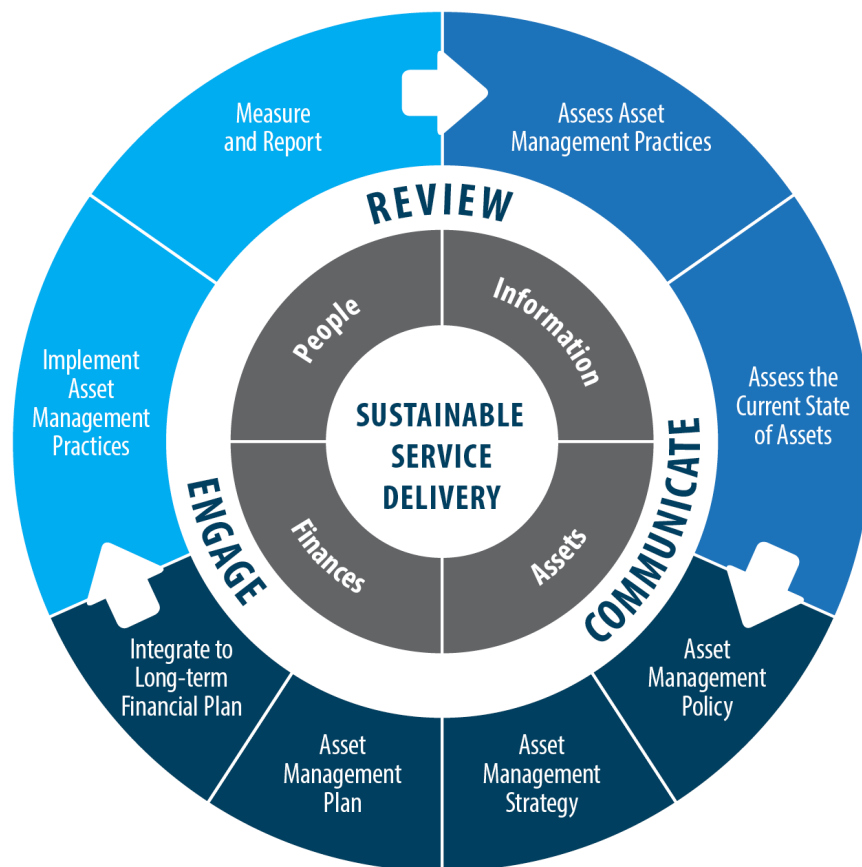 Measure
and Report
Assess Asset
Management Practices
REVIEW
People
Information
Implement
Asset
Management
Practices
Assess the
Current State
of Assets
SUSTAINABLE
SERVICE
DELIVERY
ENGAGE
Finances
Assets
COMMUNICATE
Integrate to
Long-term
Financial Plan
Asset
Management
Plan
Asset
Management
Strategy
Asset
Management
Policy